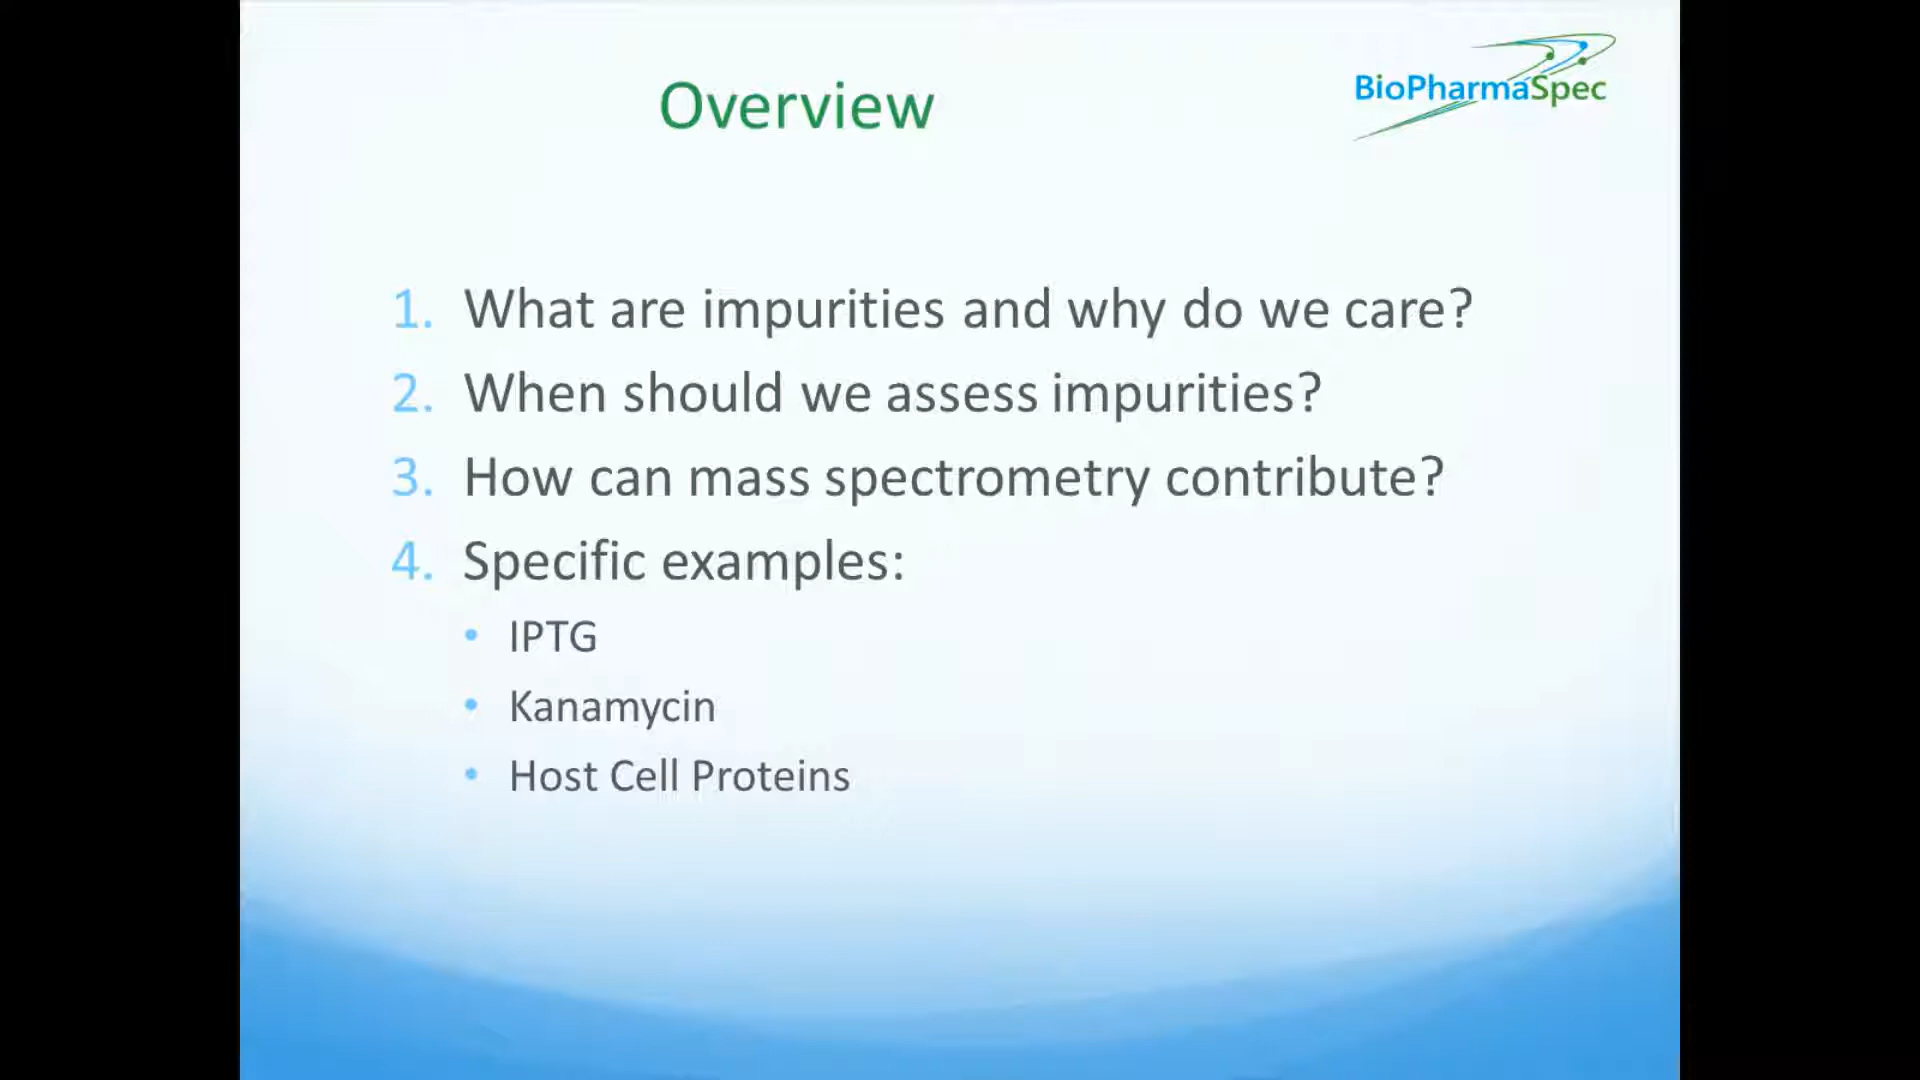 Overview
BioPharmaSpec
1. What are impurities and why do we care?
2. When should we assess impurities?
3. How can mass spectrometry contribute?
4. Specific examples:
• IPTG
• Kanamycin
• Host Cell Proteins